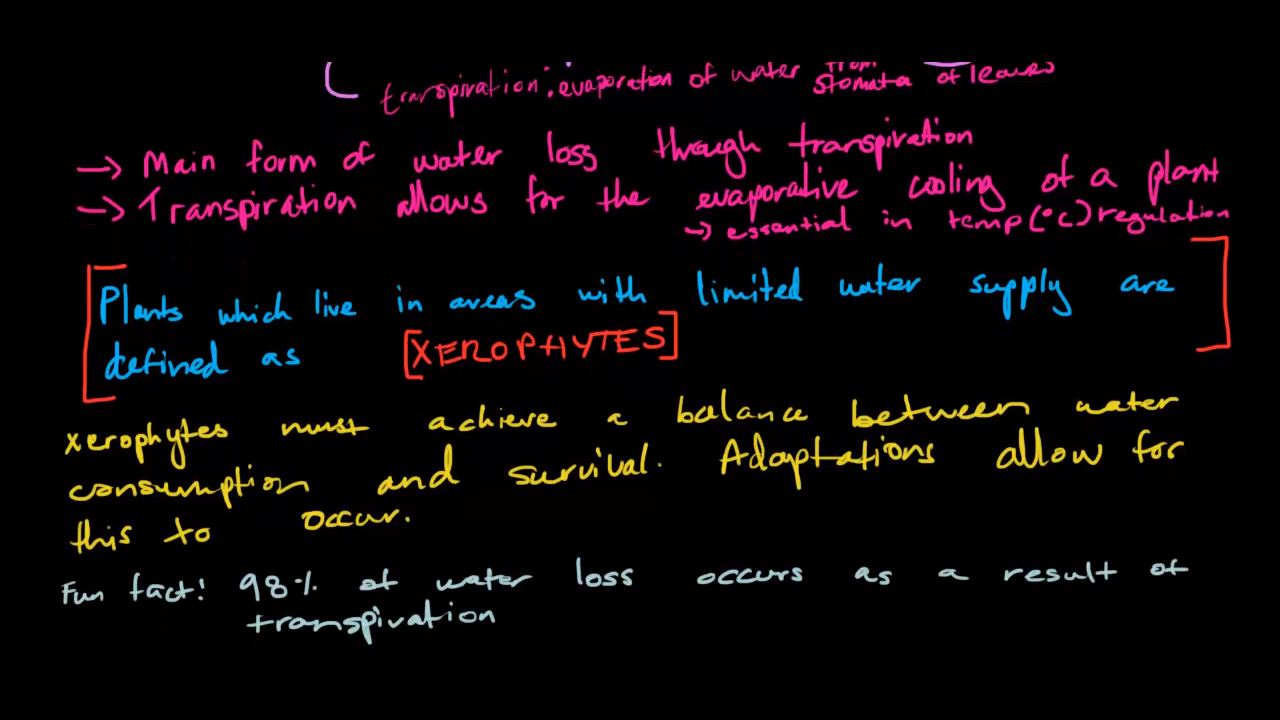 transpiration: evaporation of water from stomata of leaves
→ Main form of water loss through transpiration
→ Transpiration allows for the evaporative cooling of a plant
→ essential in temp(°c) regulation
[Plants which live in areas with limited water supply are
defined as [XEROPHYTES]]
xerophytes must achieve a balance between water
consumption and survival. Adaptations allow for
this to occur.
Fun fact! 98% of water loss occurs as a result of
transpiration